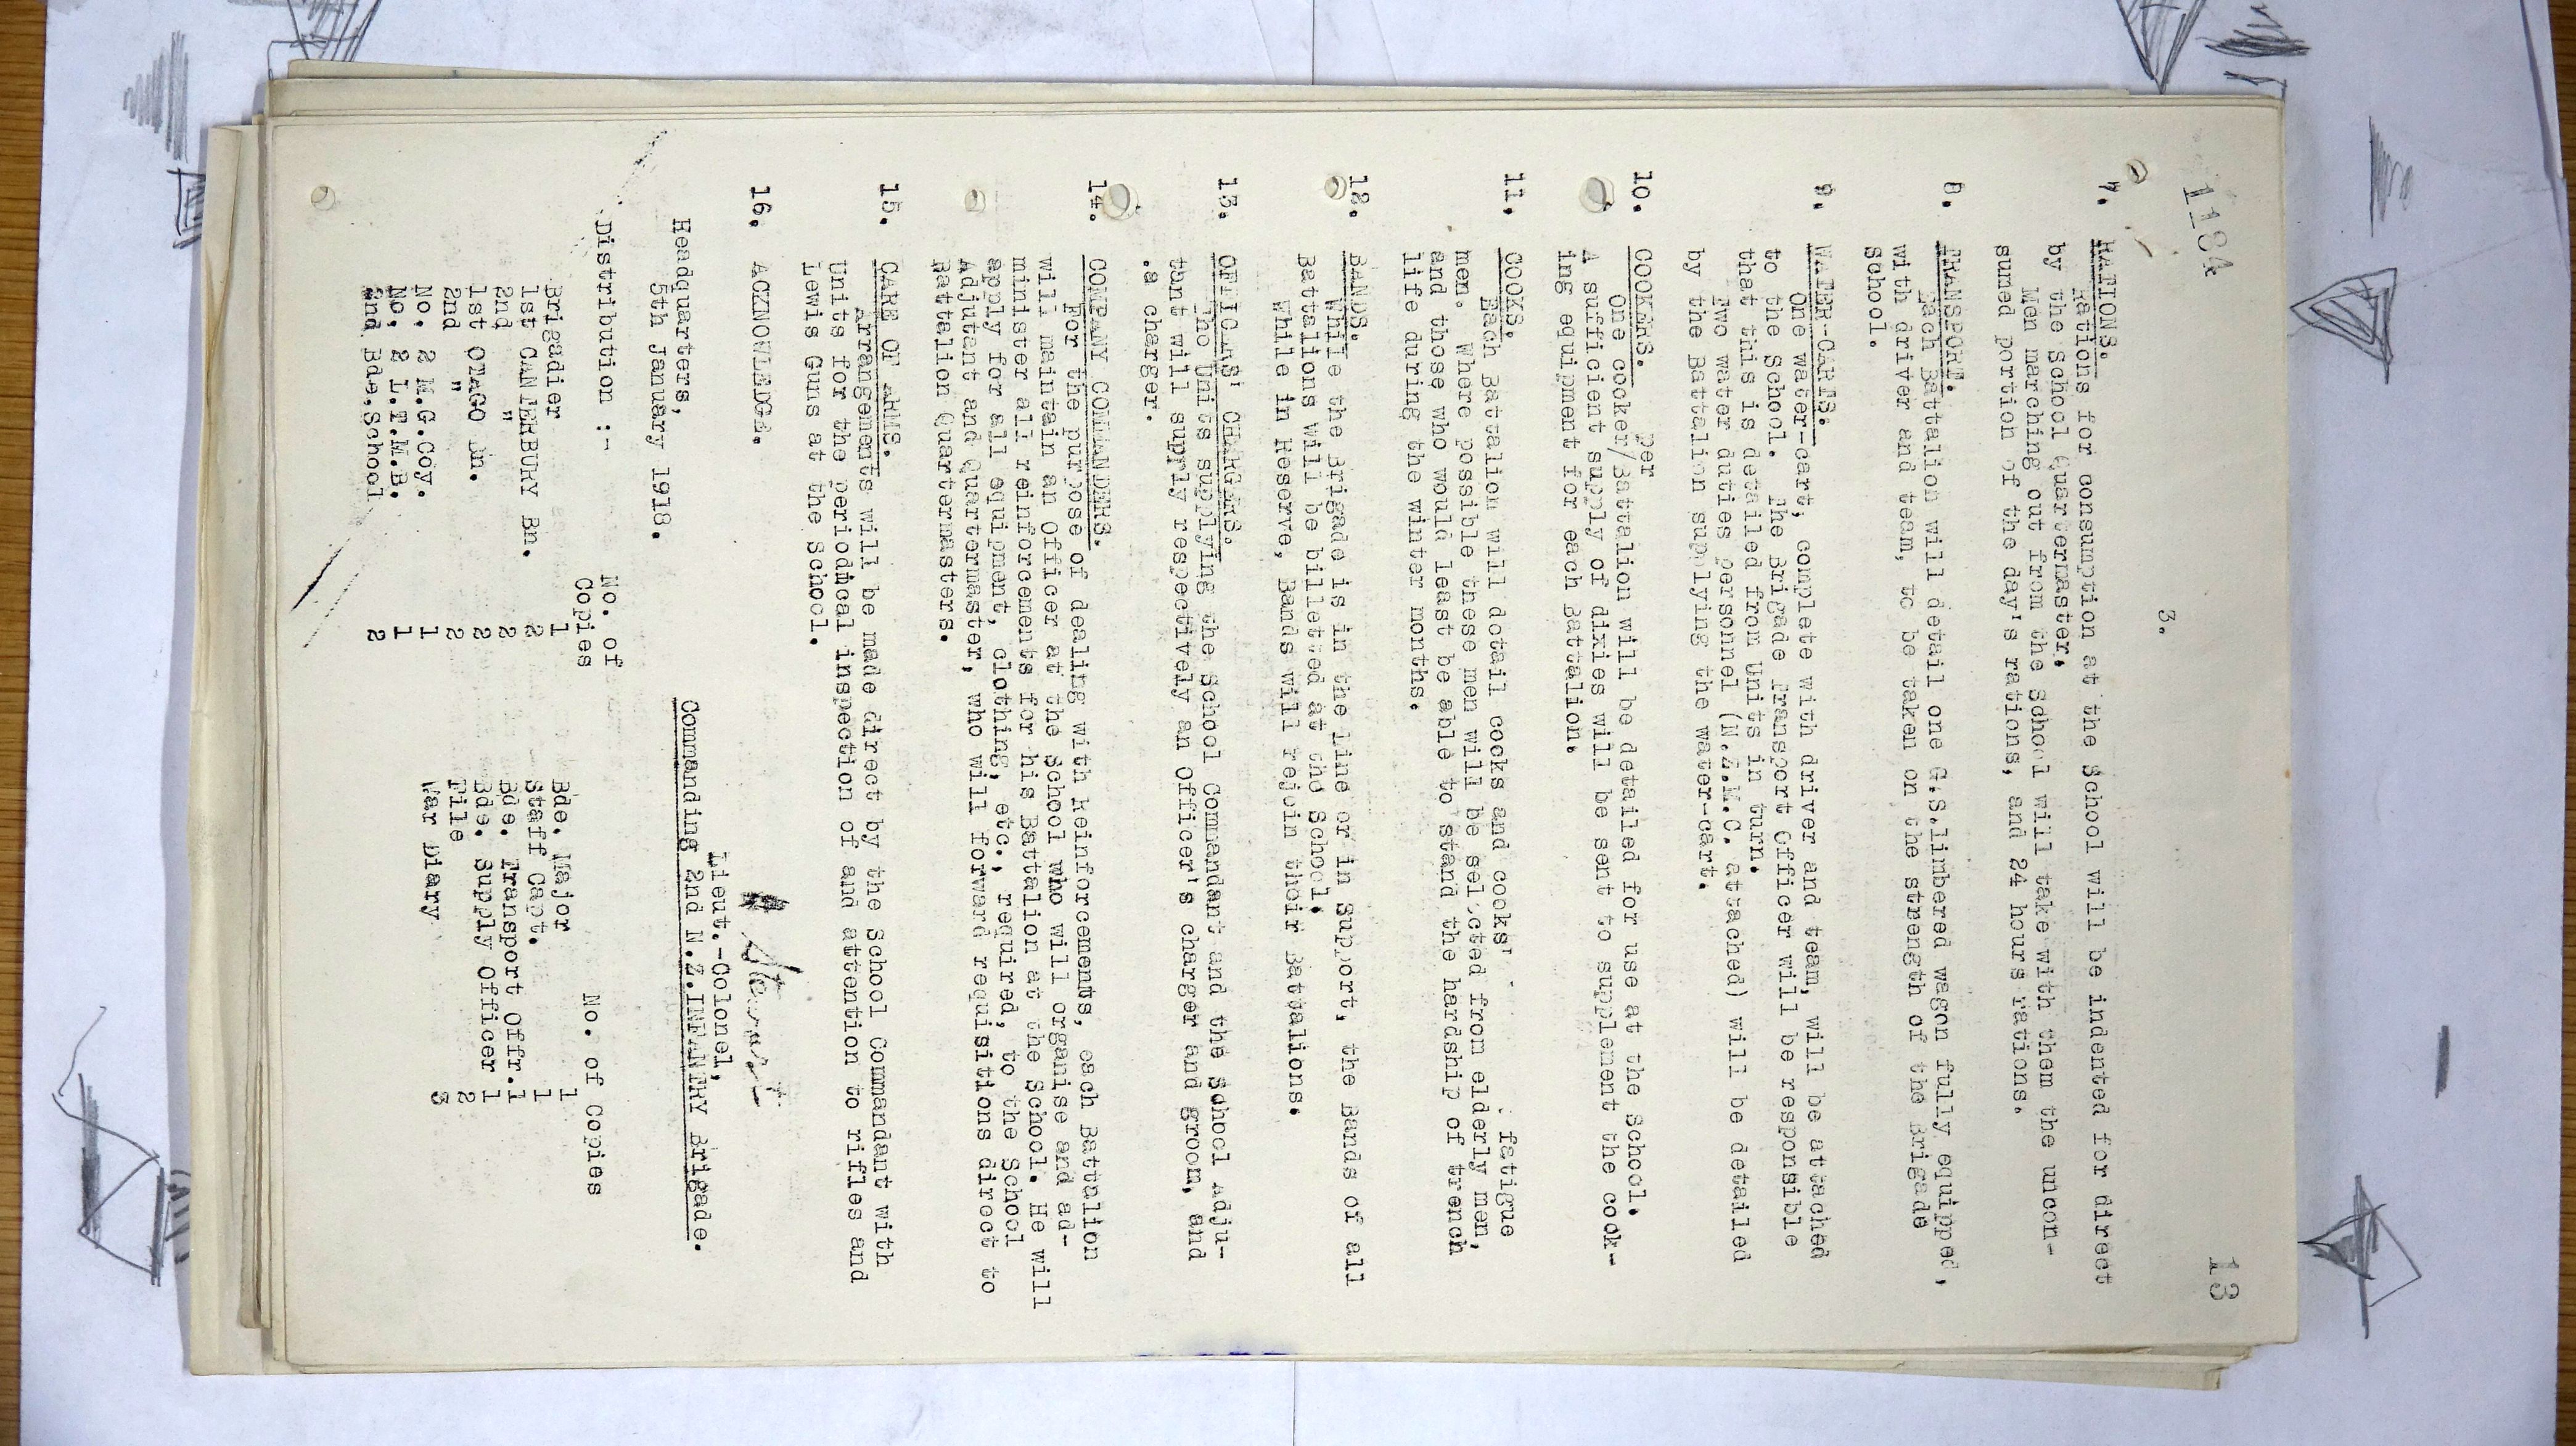 1184
13
3.
7. RATIONS.
Rations for consumption at the School will be indented for direct
by the School Quartermaster.
Men marching out from the School will take with them the uncon-
sumed portion of the day's rations, and 24 hours rations.
8. TRANSPORT.
Each Battalion will detail one G.S.limbered wagon fully equipped,
with driver and team, to be taken on the strength of the Brigade
School.
9. WATER-CARTS.
One water-cart, complete with driver and team, will be attached
to the School. The Brigade Transport Officer will be responsible
that this is detailed from Units in turn.
Two water duties personnel (N.Z.M.C. attached) will be detailed
by the Battalion supplying the water-cart.
10. COOKERS. per
One cooker/Battalion will be detailed for use at the School.
A sufficient supply of dixies will be sent to supplement the cook-
ing equipment for each Battalion.
11. COOKS.
Each Battalion will detail cooks and cooks' fatigue
men. Where possible these men will be selected from elderly men,
and those who would least be able to stand the hardship of trench
life during the winter months.
12. BANDS.
While the Brigade is in the Line or in Support, the Bands of all
Battalions will be billeted at the School.
While in Reserve, Bands will rejoin their Battalions.
13. OFFICERS' CHARGERS.
The Units supplying the School Commandant and the School Adju-
tant will supply respectively an Officer's charger and groom, and
a charger.
14. COMPANY COMMANDERS.
For the purpose of dealing with Reinforcements, each Battalion
will maintain an Officer at the School who will organise and ad-
minister all reinforcements for his Battalion at the School. He will
apply for all equipment, clothing, etc., required, to the School
Adjutant and Quartermaster, who will forward requisitions direct to
Battalion Quartermasters.
15. CARE OF ARMS.
Arrangements will be made direct by the School Commandant with
Units for the periodical inspection of and attention to rifles and
Lewis Guns at the School.
16. ACKNOWLEDGE.
Lieut.-Colonel,
Headquarters, Commanding 2nd N.Z.INFANTRY Brigade.
5th January 1918.
Distribution :-
No. of Copies No. of Copies
Brigadier 1 Bde. Major 1
1st CANTERBURY Bn. 2 Staff Capt. 1
2nd " 2 Bde. Transport Offr. 1
1st OTAGO Bn. 2 Bde. Supply Officer 1
2nd " 2 File 2
No. 2 M.G.Coy. 1 War Diary 3
No. 2 L.T.M.B. 1
2nd Bde.School 2